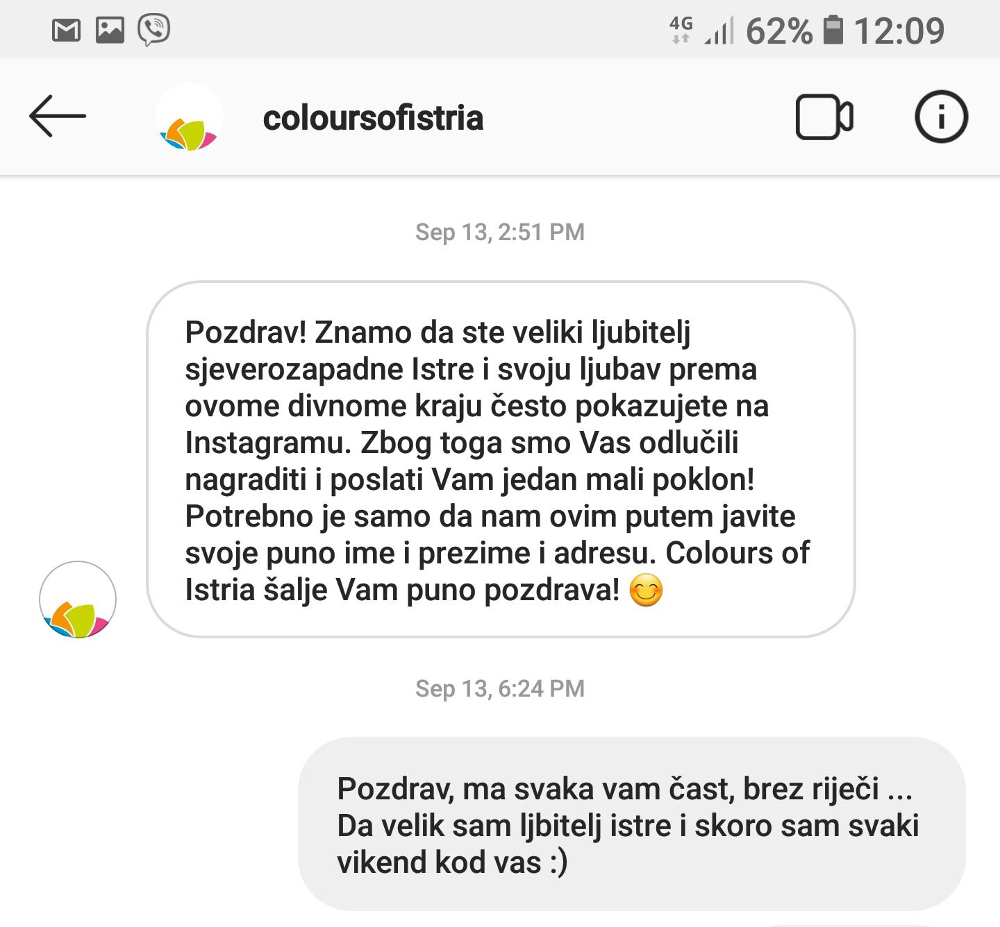 4G 62% 12:09
coloursofistria
Sep 13, 2:51 PM
Pozdrav! Znamo da ste veliki ljubitelj
sjeverozapadne Istre i svoju ljubav prema
ovome divnome kraju često pokazujete na
Instagramu. Zbog toga smo Vas odlučili
nagraditi i poslati Vam jedan mali poklon!
Potrebno je samo da nam ovim putem javite
svoje puno ime i prezime i adresu. Colours of
Istria šalje Vam puno pozdrava! 😊
Sep 13, 6:24 PM
Pozdrav, ma svaka vam čast, brez riječi ...
Da velik sam ljbitelj istre i skoro sam svaki
vikend kod vas :)